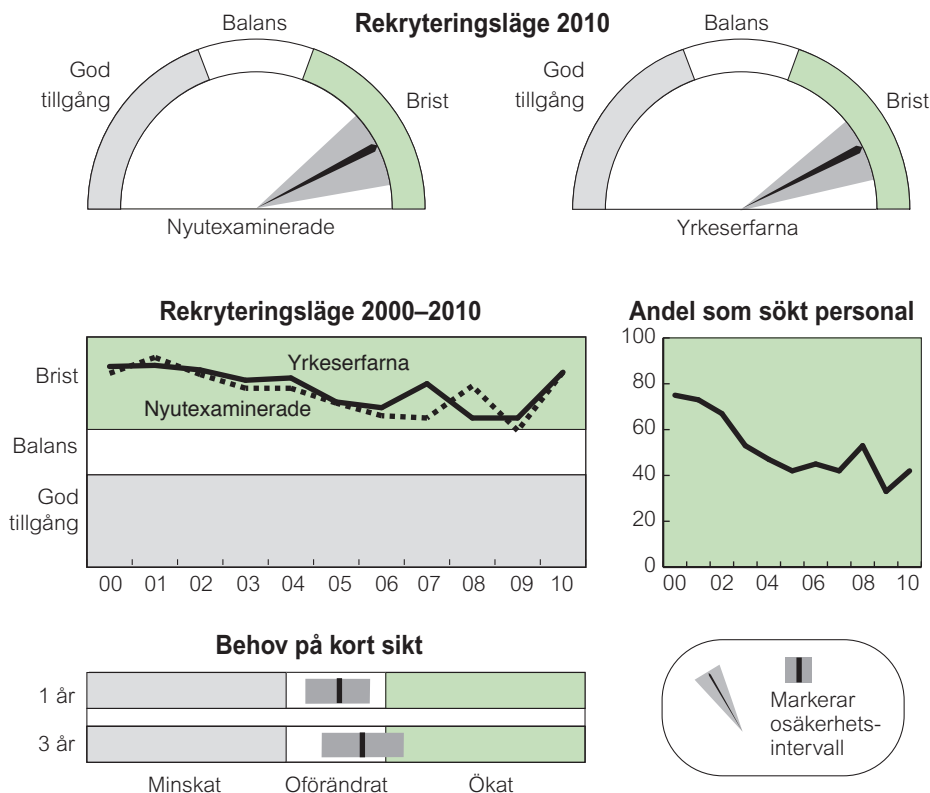 Rekryteringsläge 2010
Balans
God
tillgång
Brist
Nyutexaminerade
Balans
God
tillgång
Brist
Yrkeserfarna
Rekryteringsläge 2000–2010
Brist
Balans
God
tillgång
Yrkeserfarna
Nyutexaminerade
00 01 02 03 04 05 06 07 08 09 10
Andel som sökt personal
100
80
60
40
20
0
00 02 04 06 08 10
Behov på kort sikt
1 år
3 år
Minskat Oförändrat Ökat
Markerar
osäkerhets-
intervall